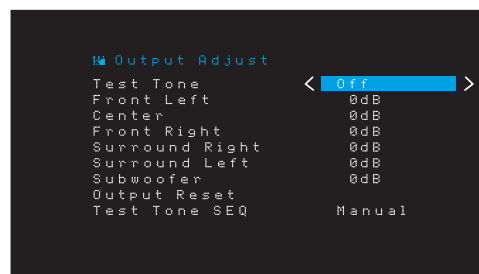 Output Adjust
Test Tone < Off >
Front Left 0dB
Center 0dB
Front Right 0dB
Surround Right 0dB
Surround Left 0dB
Subwoofer 0dB
Output Reset
Test Tone SEQ Manual